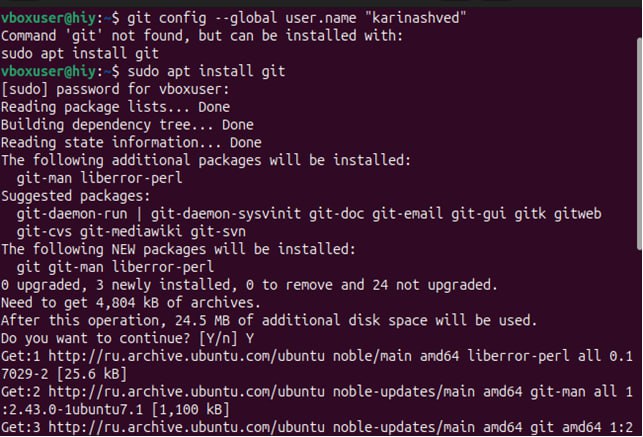 vboxuser@hiy:~$ git config --global user.name "karinashved"
Command 'git' not found, but can be installed with:
sudo apt install git
vboxuser@hiy:~$ sudo apt install git
[sudo] password for vboxuser:
Reading package lists... Done
Building dependency tree... Done
Reading state information... Done
The following additional packages will be installed:
  git-man liberror-perl
Suggested packages:
  git-daemon-run | git-daemon-sysvinit git-doc git-email git-gui gitk gitweb
  git-cvs git-mediawiki git-svn
The following NEW packages will be installed:
  git git-man liberror-perl
0 upgraded, 3 newly installed, 0 to remove and 24 not upgraded.
Need to get 4,804 kB of archives.
After this operation, 24.5 MB of additional disk space will be used.
Do you want to continue? [Y/n] Y
Get:1 http://ru.archive.ubuntu.com/ubuntu noble/main amd64 liberror-perl all 0.1
7029-2 [25.6 kB]
Get:2 http://ru.archive.ubuntu.com/ubuntu noble-updates/main amd64 git-man all 1
:2.43.0-1ubuntu7.1 [1,100 kB]
Get:3 http://ru.archive.ubuntu.com/ubuntu noble-updates/main amd64 git amd64 1:2